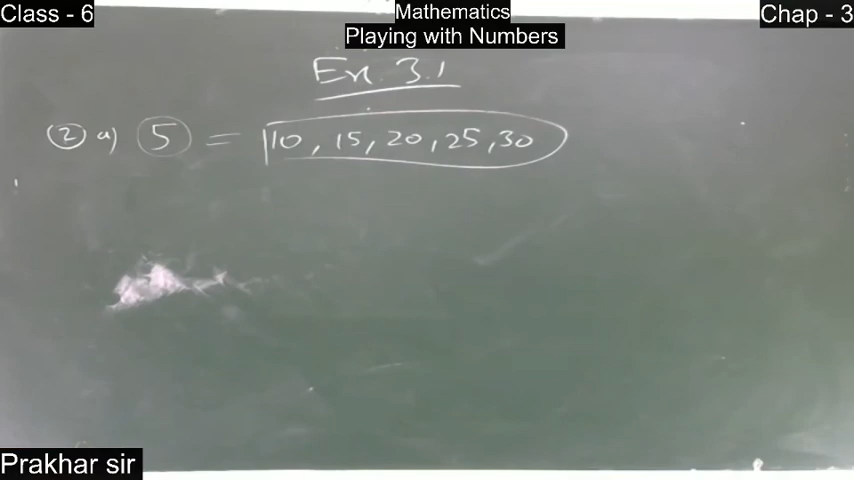 Class - 6
Mathematics
Chap - 3
Playing with Numbers
Ex. 3.1
(2) a) 5 = 10, 15, 20, 25, 30
Prakhar sir